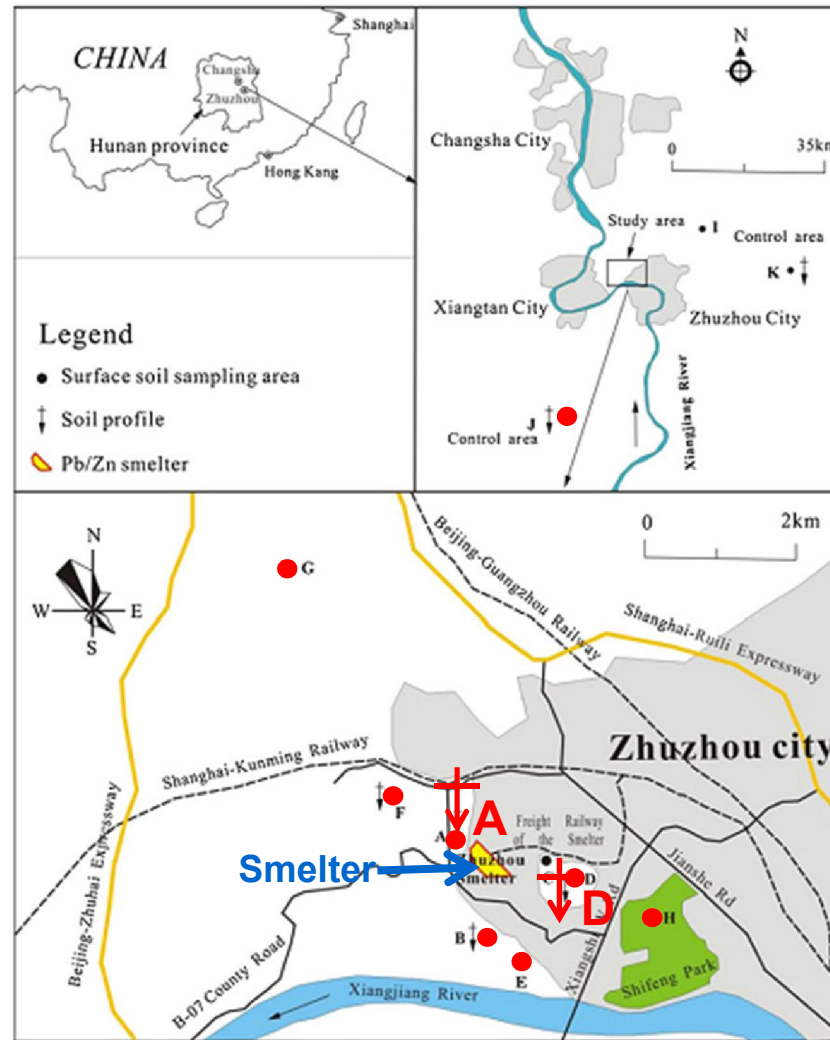 Shanghai
CHINA
Changsha
Zhuzhou
Hunan province
Hong Kang
Legend
Surface soil sampling area
Soil profile
Pb/Zn smelter
N
Changsha City
0 35km
Study area
I
Control area
K
Xiangtan City
Zhuzhou City
J
Control area
Xiangjiang River
0 2km
N
W E
S
G
Beijing-Guangzhou Railway
Shanghai-Ruili Expressway
Zhuzhou city
Shanghai-Kunming Railway
F
A
A
Freight Railway
of the Smelter
Smelter
Zhuzhou
Smelter
C
D
D
Jianshe Rd
Beijing-Zhuhai Expressway
B
E
H
B-07 County Road
Shifeng Park
Xiangjiang River